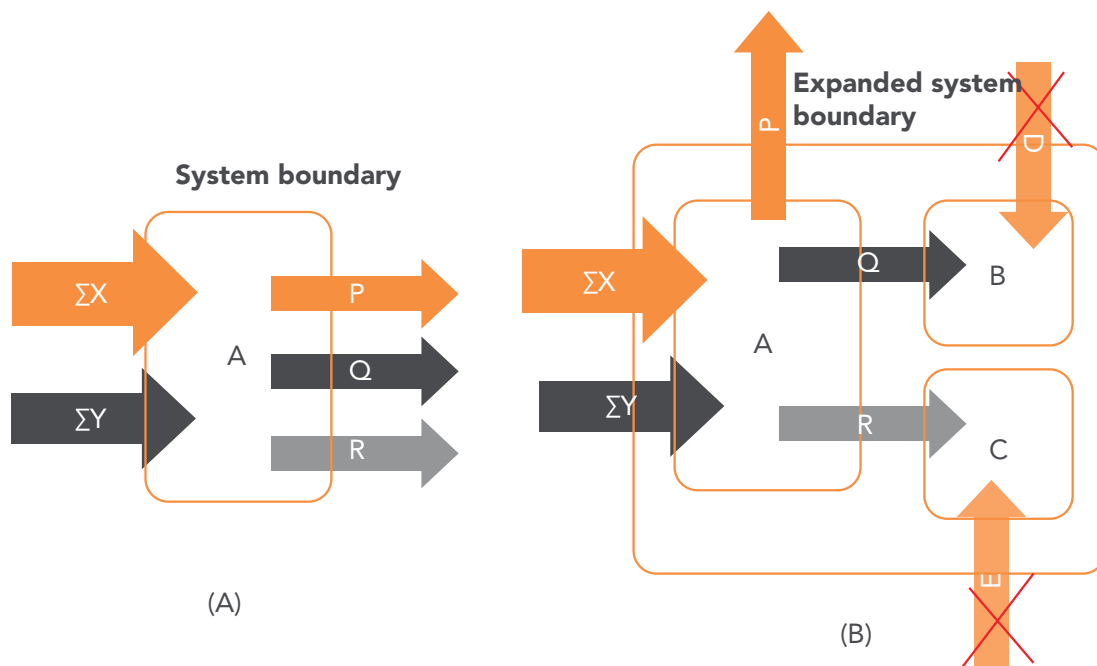 System boundary
ΣX
P
A
Q
ΣY
R
(A)
Expanded system
boundary
P
D
ΣX
Q
B
A
ΣY
R
C
E
(B)